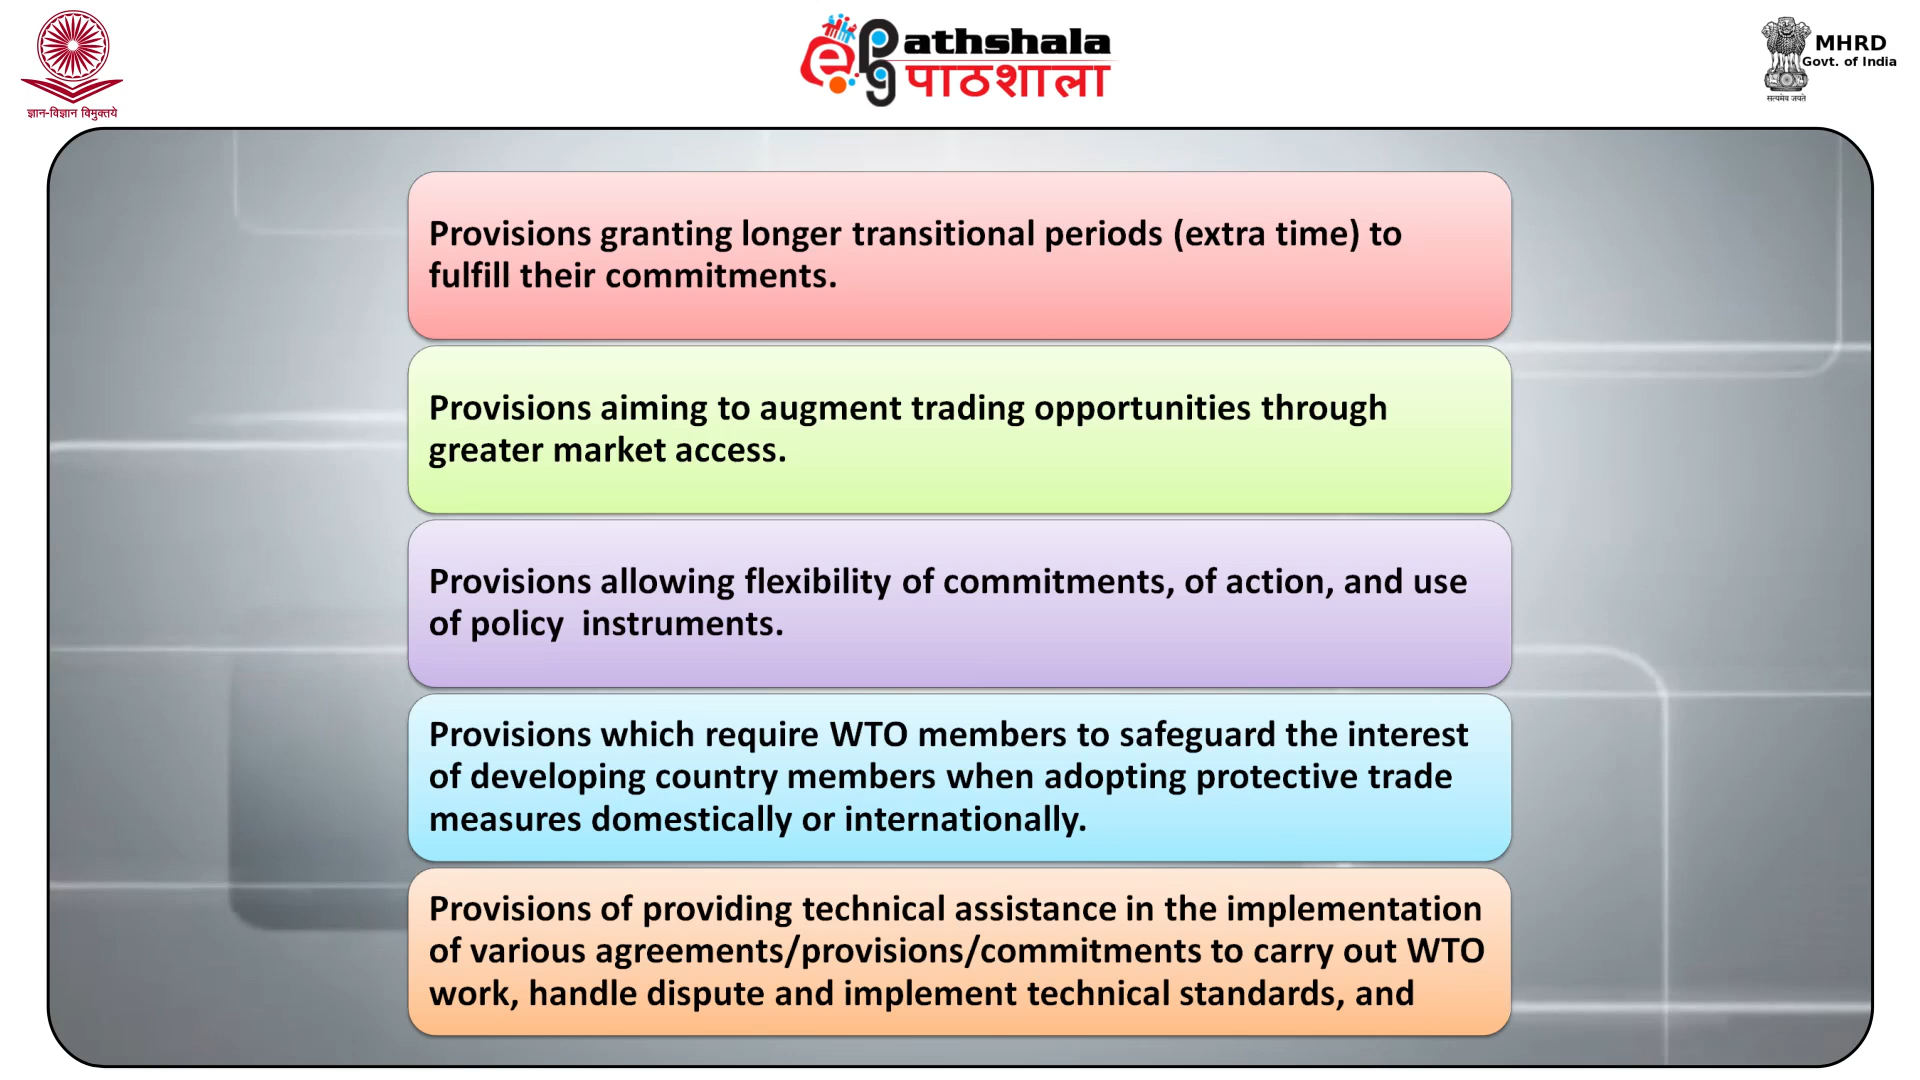 ज्ञान-विज्ञान विमुक्तये
e
pg
athshala
पाठशाला
MHRD
Govt. of India
सत्यमेव जयते
Provisions granting longer transitional periods (extra time) to
fulfill their commitments.
Provisions aiming to augment trading opportunities through
greater market access.
Provisions allowing flexibility of commitments, of action, and use
of policy  instruments.
Provisions which require WTO members to safeguard the interest
of developing country members when adopting protective trade
measures domestically or internationally.
Provisions of providing technical assistance in the implementation
of various agreements/provisions/commitments to carry out WTO
work, handle dispute and implement technical standards, and